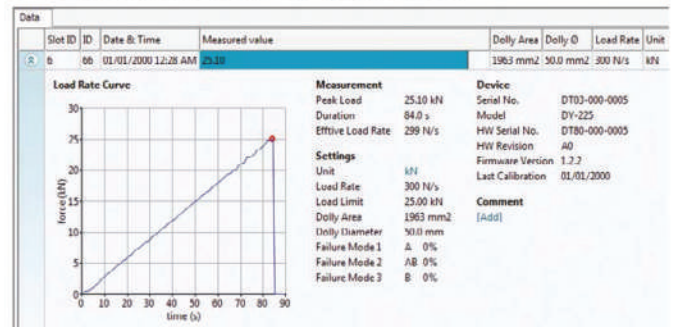 Data
Slot ID ID Date & Time Measured value Dolly Area Dolly Ø Load Rate Unit
6 66 01/01/2000 12:28 AM 25.10 1963 mm2 50.0 mm2 300 N/s kN
Load Rate Curve
30
25
20
15
10
5
0
0 10 20 30 40 50 60 70 80 90
force (kN)
time (s)
Measurement
Peak Load 25.10 kN
Duration 84.0 s
Efftive Load Rate 299 N/s
Settings
Unit kN
Load Rate 300 N/s
Load Limit 25.00 kN
Dolly Area 1963 mm2
Dolly Diameter 50.0 mm
Failure Mode 1 A 0%
Failure Mode 2 AB 0%
Failure Mode 3 B 0%
Device
Serial No. DT03-000-0005
Model DY-225
HW Serial No. DT80-000-0005
HW Revision A0
Firmware Version 1.2.2
Last Calibration 01/01/2000
Comment
[Add]